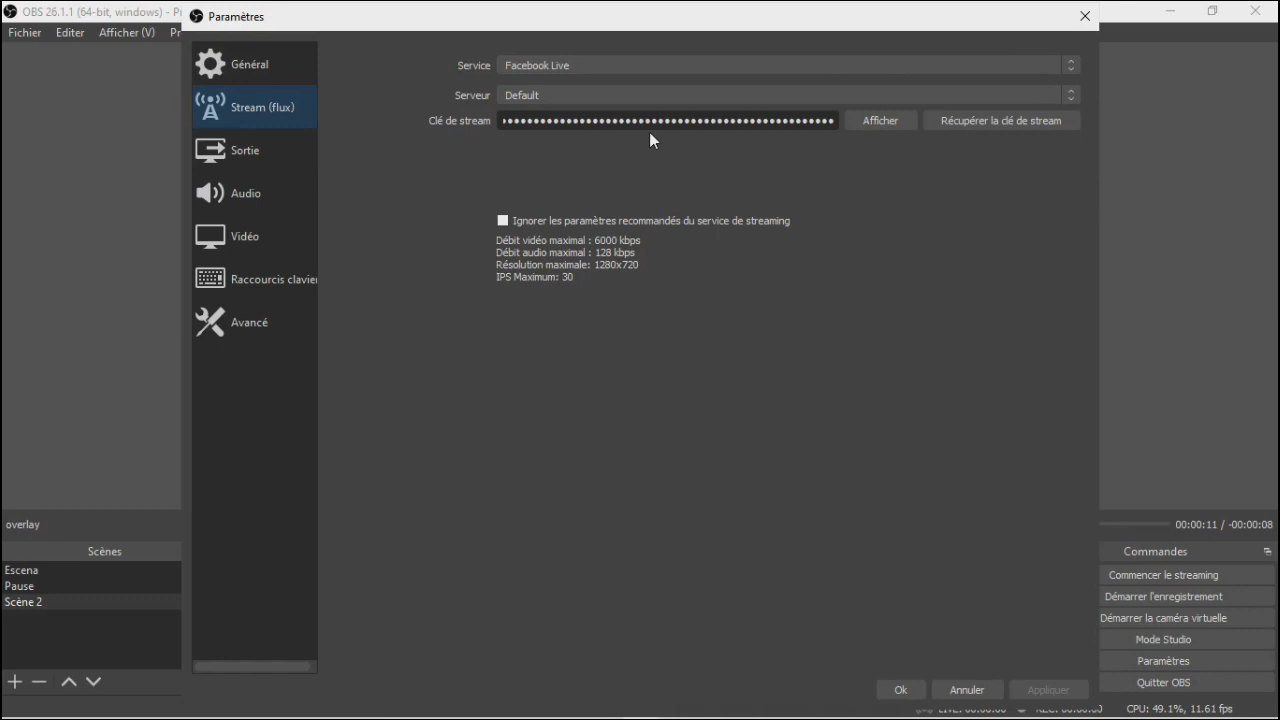 OBS 26.1.1 (64-bit, windows) - P
Paramètres
Fichier
Editer
Afficher (V)
Général
Stream (flux)
Sortie
Audio
Vidéo
Raccourcis clavier
Avancé
Service
Facebook Live
Serveur
Default
Clé de stream
Afficher
Récupérer la clé de stream
Ignorer les paramètres recommandés du service de streaming
Débit vidéo maximal : 6000 kbps
Débit audio maximal : 128 kbps
Résolution maximale: 1280x720
IPS Maximum: 30
overlay
00:00:11 / -00:00:08
Scènes
Escena
Pause
Scène 2
Commandes
Commencer le streaming
Démarrer l'enregistrement
Démarrer la caméra virtuelle
Mode Studio
Paramètres
Quitter OBS
Ok
Annuler
Appliquer
CPU: 49.1%, 11.61 fps